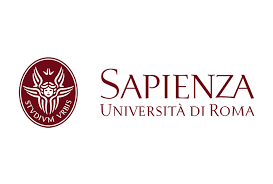 STVDIVM VRBIS
SAPIENZA
UNIVERSITÀ DI ROMA